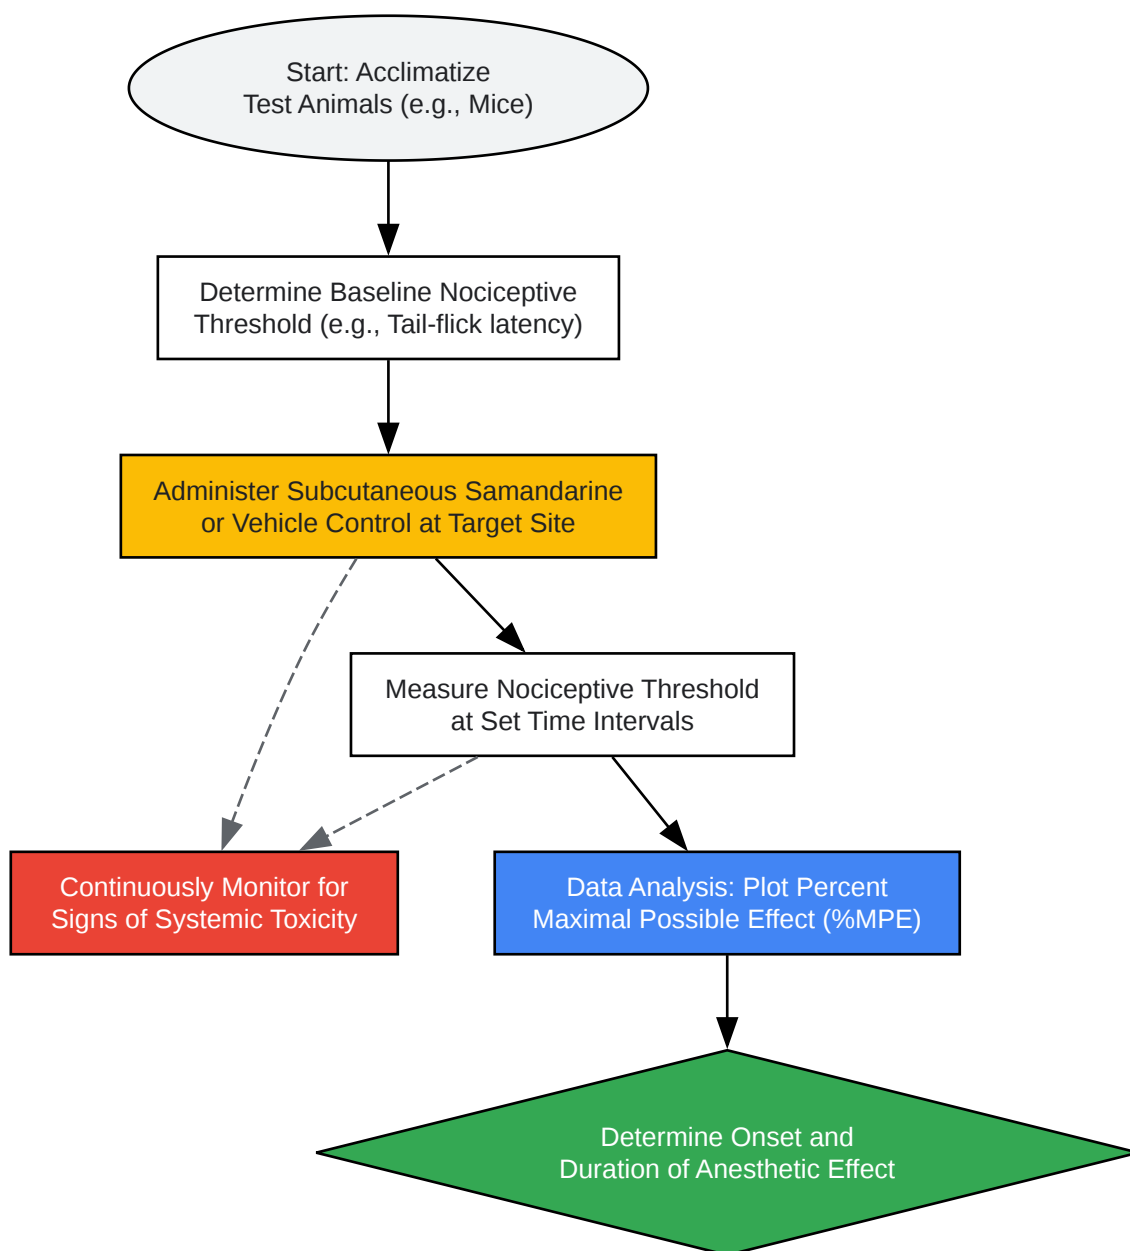 Start: Acclimatize
Test Animals (e.g., Mice)
Determine Baseline Nociceptive
Threshold (e.g., Tail-flick latency)
Administer Subcutaneous Samandarine
or Vehicle Control at Target Site
Measure Nociceptive Threshold
at Set Time Intervals
Continuously Monitor for
Signs of Systemic Toxicity
Data Analysis: Plot Percent
Maximal Possible Effect (%MPE)
Determine Onset and
Duration of Anesthetic Effect